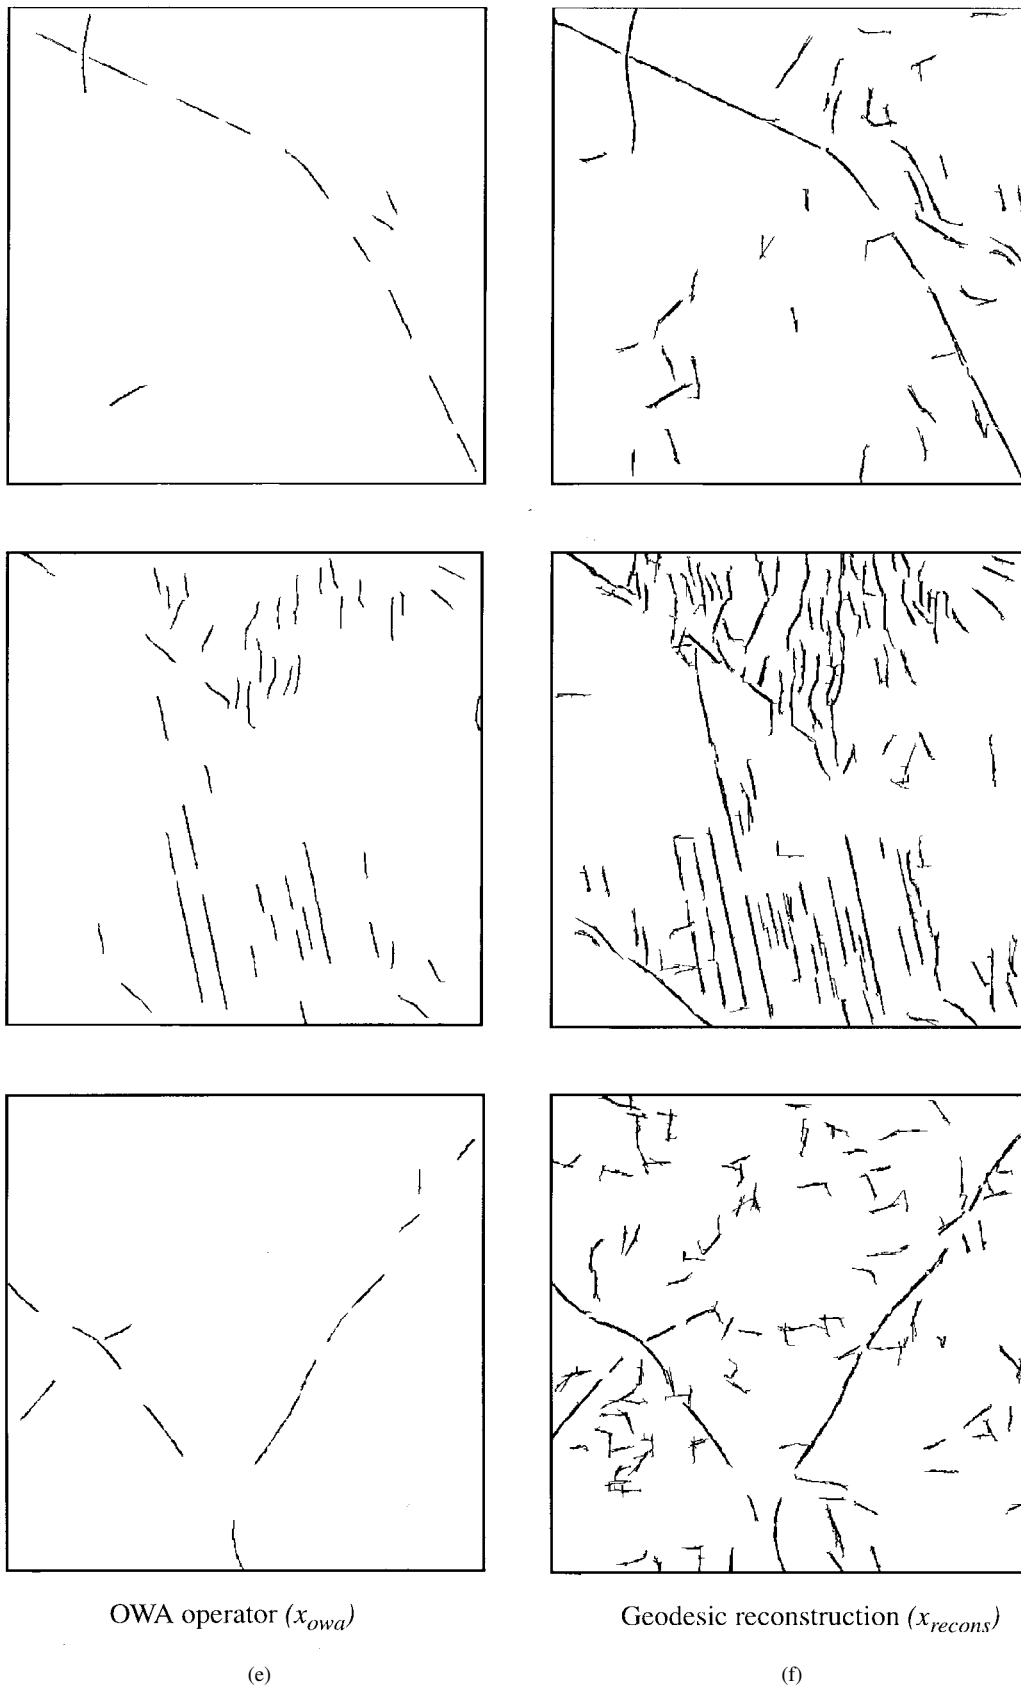 OWA operator (x_owa)
Geodesic reconstruction (x_recons)
(e)
(f)